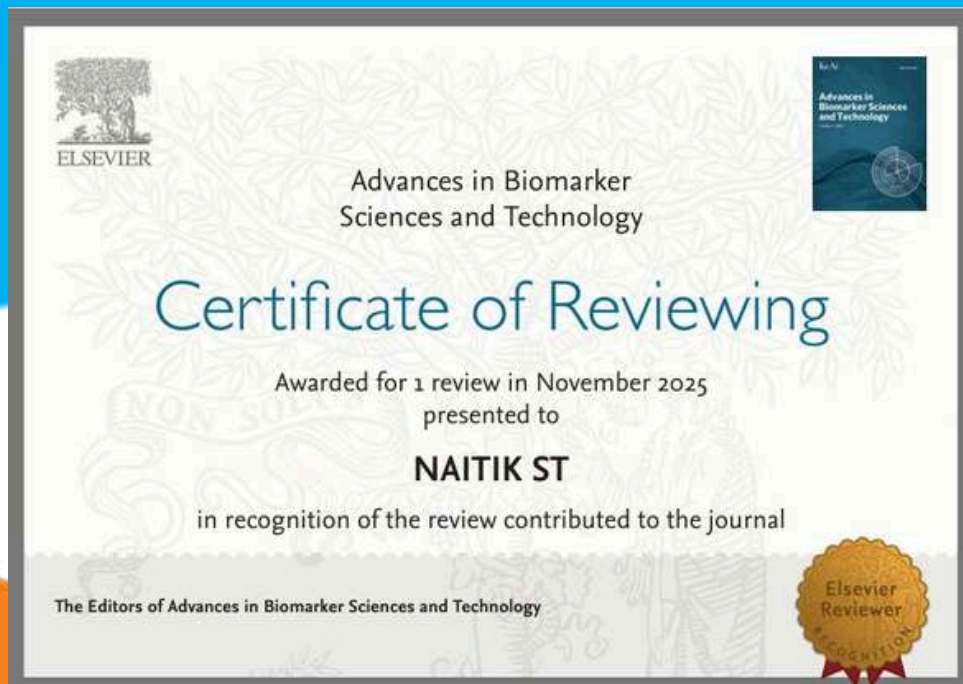 ELSEVIER
KeAi
Advances in
Biomarker Sciences
and Technology
Advances in Biomarker
Sciences and Technology
Certificate of Reviewing
Awarded for 1 review in November 2025
presented to
NAITIK ST
in recognition of the review contributed to the journal
NON SOLUS
The Editors of Advances in Biomarker Sciences and Technology
Elsevier
Reviewer
RECOGNITION